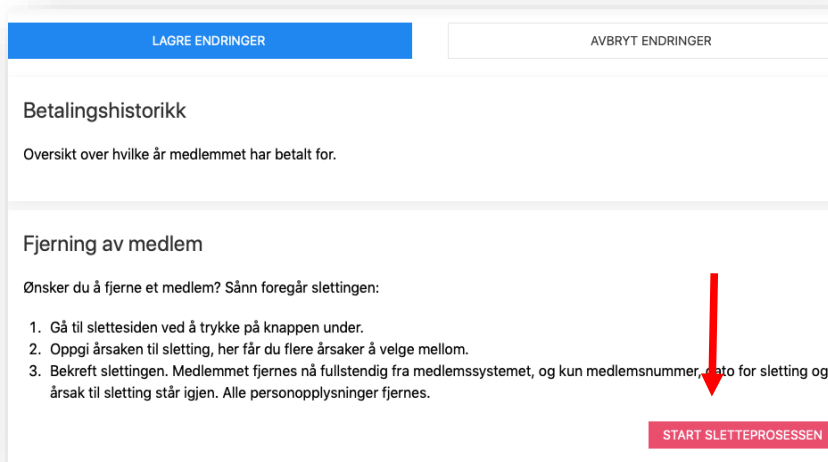 LAGRE ENDRINGER
AVBRYT ENDRINGER
Betalingshistorikk
Oversikt over hvilke år medlemmet har betalt for.
Fjerning av medlem
Ønsker du å fjerne et medlem? Sånn foregår slettingen:
1. Gå til slettesiden ved å trykke på knappen under.
2. Oppgi årsaken til sletting, her får du flere årsaker å velge mellom.
3. Bekreft slettingen. Medlemmet fjernes nå fullstendig fra medlemssystemet, og kun medlemsnummer, dato for sletting og
årsak til sletting står igjen. Alle personopplysninger fjernes.
START SLETTEPROSESSEN